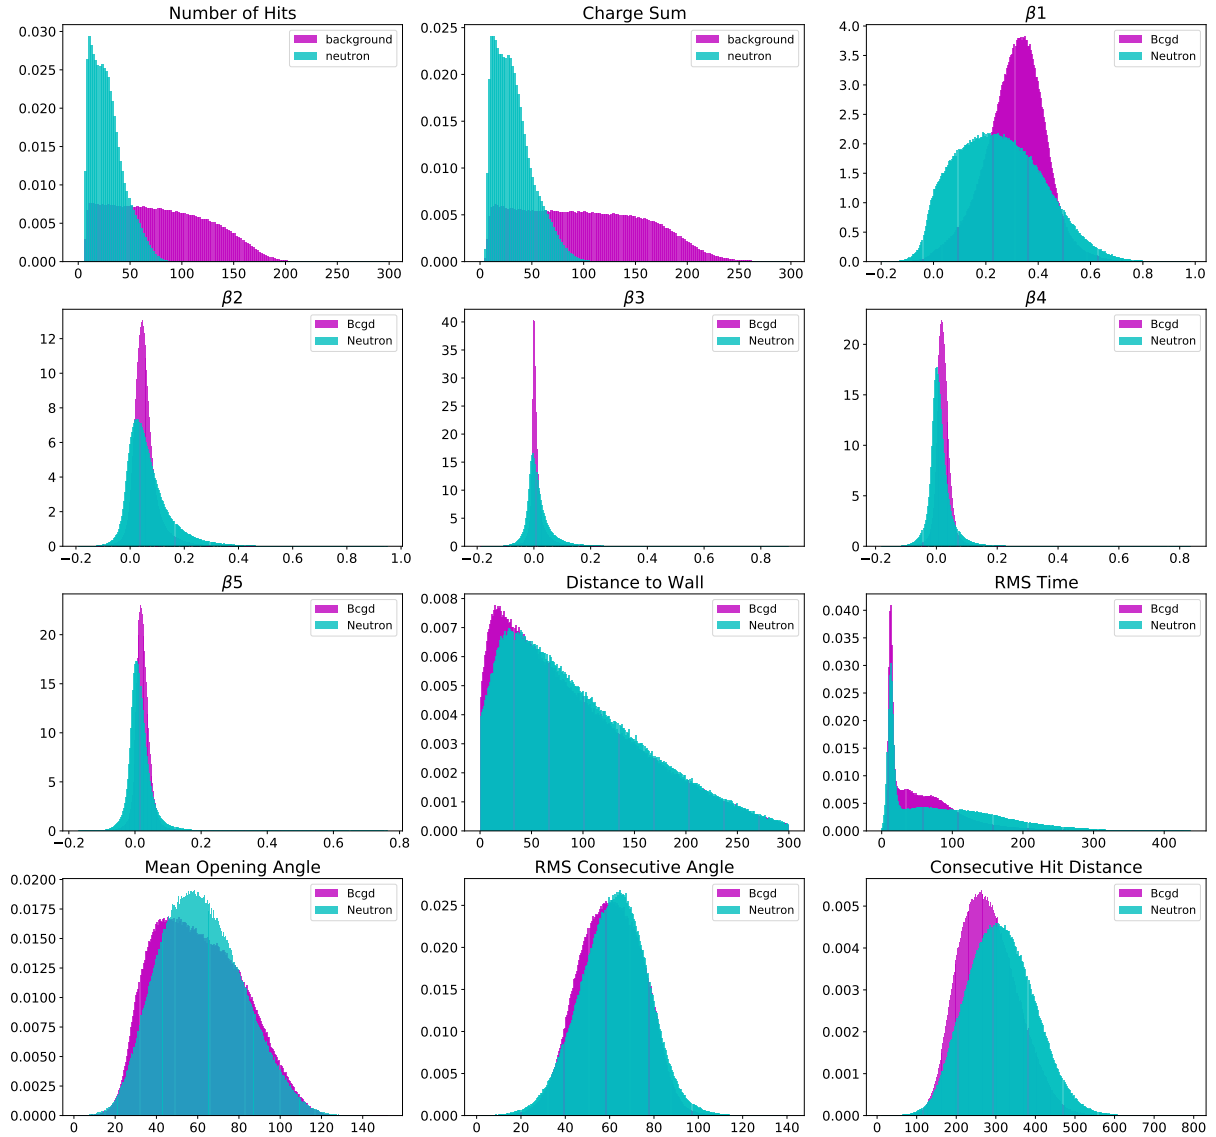 Number of Hits
0.030
0.025
0.020
0.015
0.010
0.005
0.000
0 50 100 150 200 250 300
background
neutron
Charge Sum
0.025
0.020
0.015
0.010
0.005
0.000
0 50 100 150 200 250 300
background
neutron
β1
4.0
3.5
3.0
2.5
2.0
1.5
1.0
0.5
0.0
−0.2 0.0 0.2 0.4 0.6 0.8 1.0
Bcgd
Neutron
β2
12
10
8
6
4
2
0
−0.2 0.0 0.2 0.4 0.6 0.8 1.0
Bcgd
Neutron
β3
40
35
30
25
20
15
10
5
0
−0.2 0.0 0.2 0.4 0.6 0.8
Bcgd
Neutron
β4
20
15
10
5
0
−0.2 0.0 0.2 0.4 0.6 0.8
Bcgd
Neutron
β5
20
15
10
5
0
−0.2 0.0 0.2 0.4 0.6 0.8
Bcgd
Neutron
Distance to Wall
0.008
0.007
0.006
0.005
0.004
0.003
0.002
0.001
0.000
0 50 100 150 200 250 300
Bcgd
Neutron
RMS Time
0.040
0.035
0.030
0.025
0.020
0.015
0.010
0.005
0.000
0 100 200 300 400
Bcgd
Neutron
Mean Opening Angle
0.0200
0.0175
0.0150
0.0125
0.0100
0.0075
0.0050
0.0025
0.0000
0 20 40 60 80 100 120 140
Bcgd
Neutron
RMS Consecutive Angle
0.025
0.020
0.015
0.010
0.005
0.000
0 20 40 60 80 100 120 140
Bcgd
Neutron
Consecutive Hit Distance
0.005
0.004
0.003
0.002
0.001
0.000
0 100 200 300 400 500 600 700 800
Bcgd
Neutron